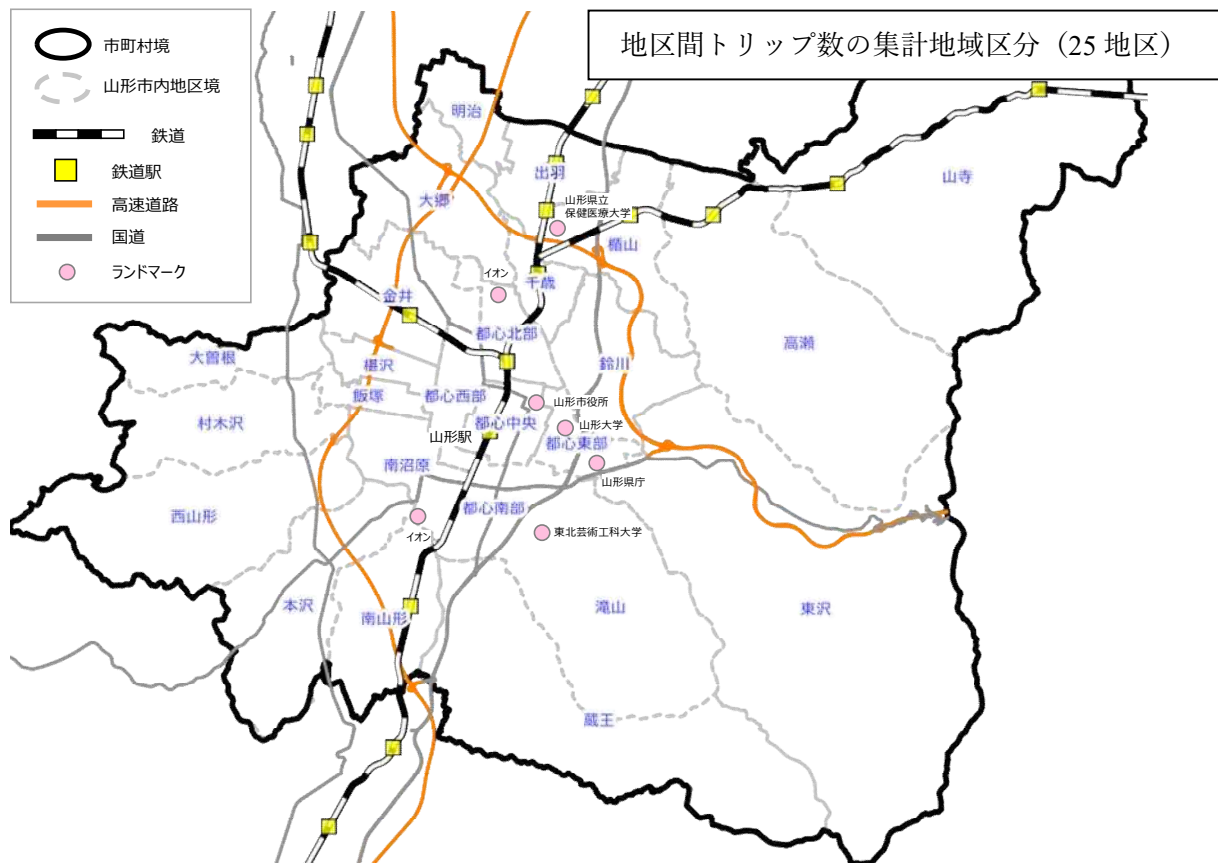 地区間トリップ数の集計地域区分（25 地区）
市町村境
山形市内地区境
鉄道
鉄道駅
高速道路
国道
ランドマーク
明治
出羽
山寺
大郷
山形県立
保健医療大学
楯山
イオン
千歳
金井
都心北部
高瀬
大曽根
椹沢
鈴川
飯塚
都心西部
山形市役所
村木沢
都心中央
山形大学
山形駅
都心東部
南沼原
山形県庁
都心南部
西山形
イオン
東北芸術工科大学
本沢
南山形
滝山
東沢
蔵王